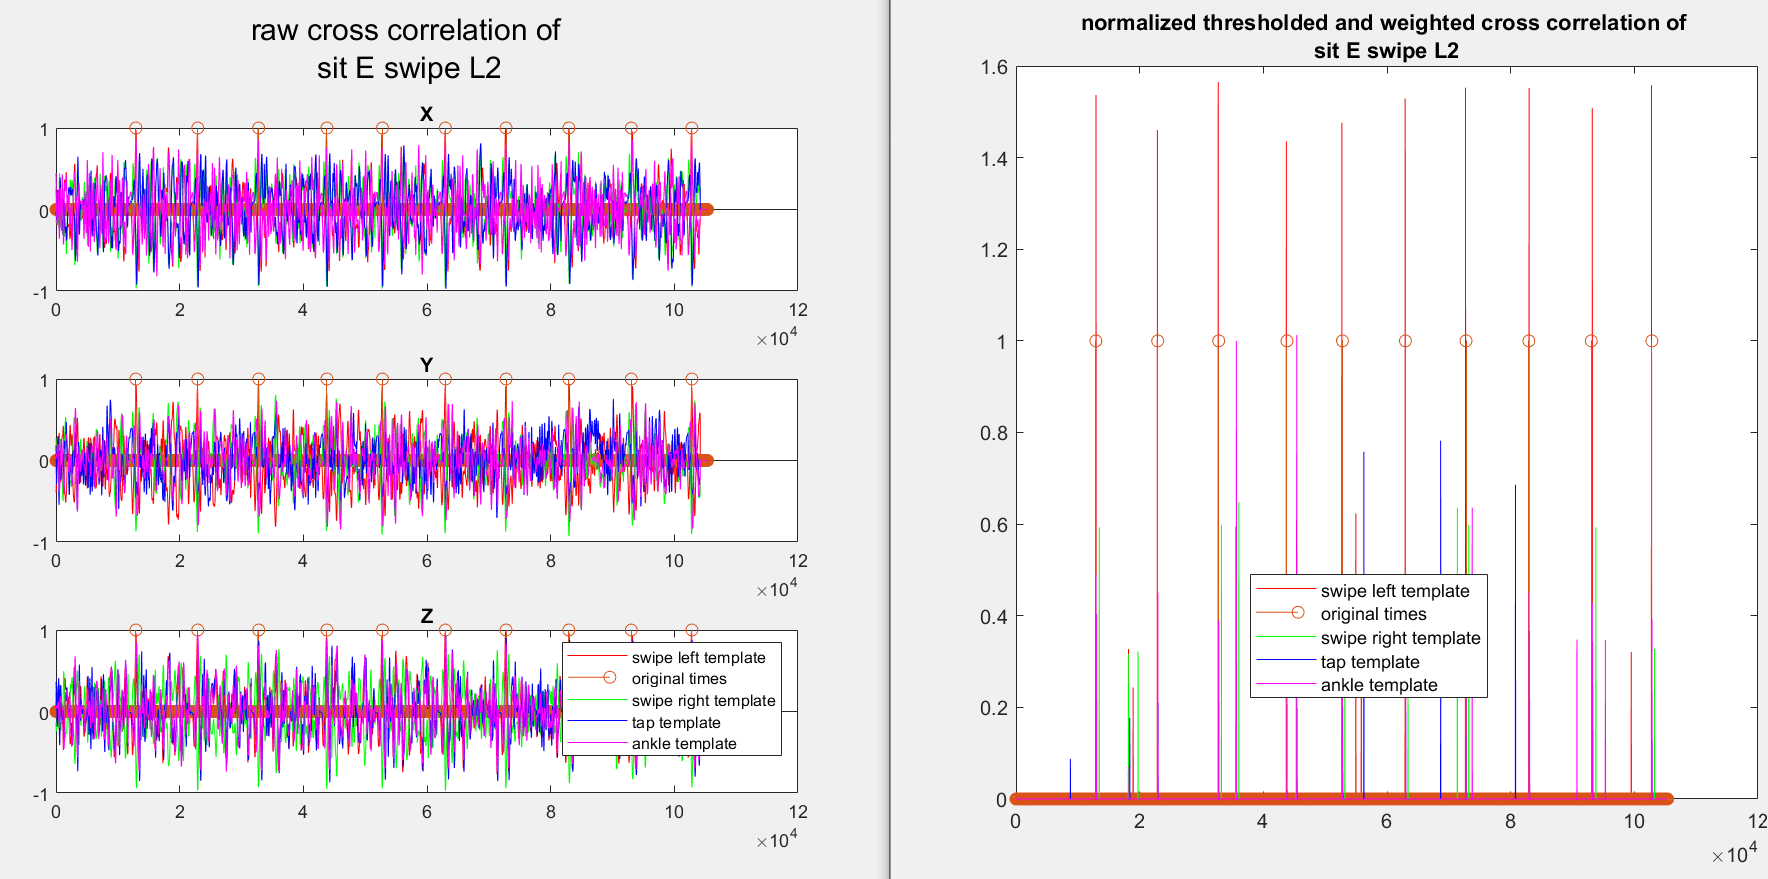 raw cross correlation of
sit E swipe L2
X
1
0
-1
0 2 4 6 8 10 12
×10^4
Y
1
0
-1
0 2 4 6 8 10 12
×10^4
Z
1
0
-1
swipe left template
original times
swipe right template
tap template
ankle template
0 2 4 6 8 10 12
×10^4
normalized thresholded and weighted cross correlation of
sit E swipe L2
1.6
1.4
1.2
1
0.8
0.6
0.4
0.2
0
swipe left template
original times
swipe right template
tap template
ankle template
0 2 4 6 8 10 12
×10^4